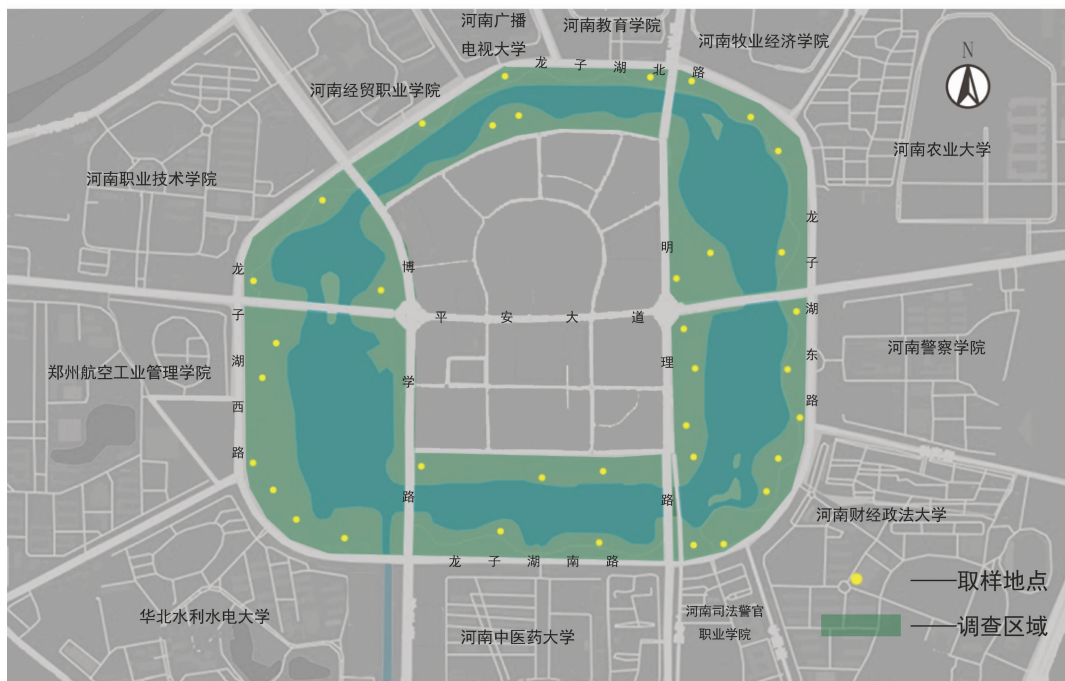 河南广播
电视大学
河南教育学院
河南牧业经济学院
N
龙子湖北路
河南经贸职业学院
河南农业大学
河南职业技术学院
龙子湖西路
博学路
明理路
龙子湖东路
平安大道
郑州航空工业管理学院
河南警察学院
河南财经政法大学
龙子湖南路
取样地点
调查区域
华北水利水电大学
河南中医药大学
河南司法警官
职业学院